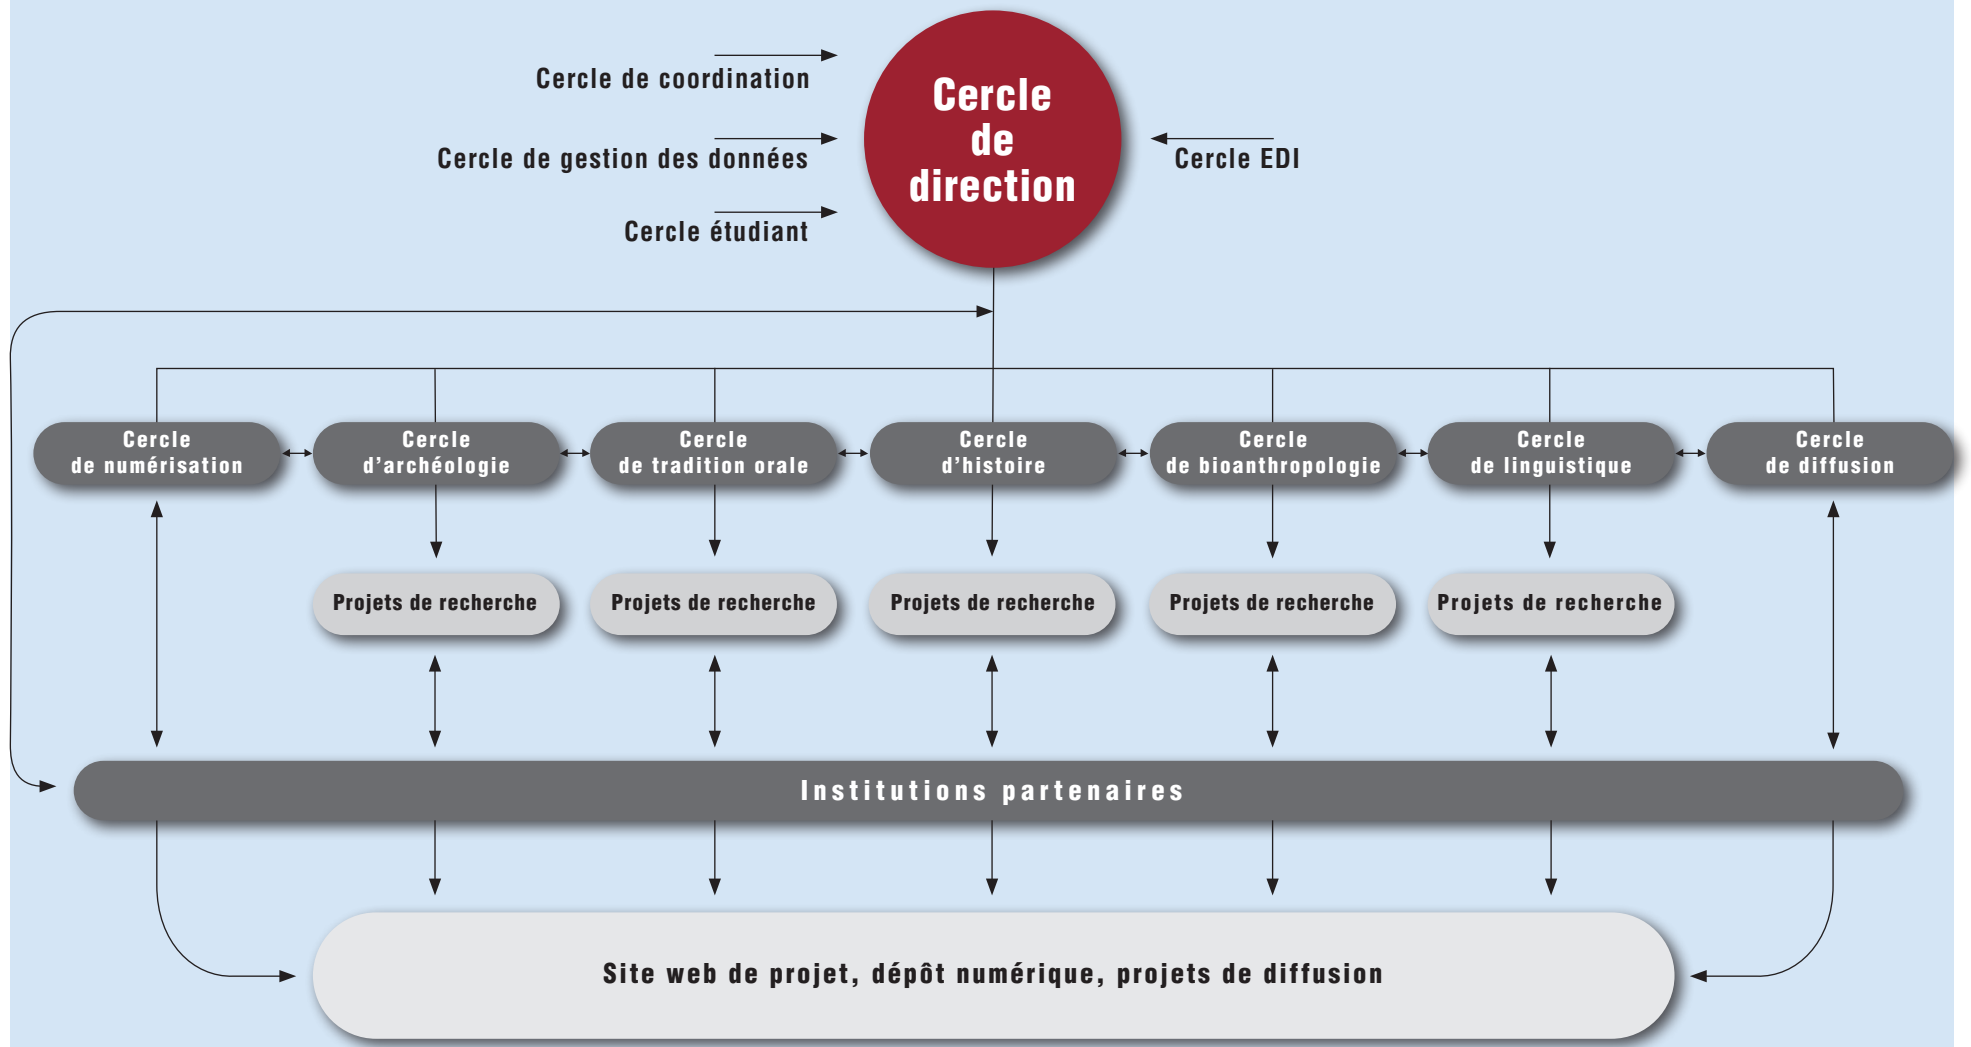 Cercle de coordination
Cercle de gestion des données
Cercle étudiant
Cercle
de
direction
Cercle EDI
Cercle
de numérisation
Cercle
d'archéologie
Cercle
de tradition orale
Cercle
d'histoire
Cercle
de bioanthropologie
Cercle
de linguistique
Cercle
de diffusion
Projets de recherche
Projets de recherche
Projets de recherche
Projets de recherche
Projets de recherche
Institutions partenaires
Site web de projet, dépôt numérique, projets de diffusion